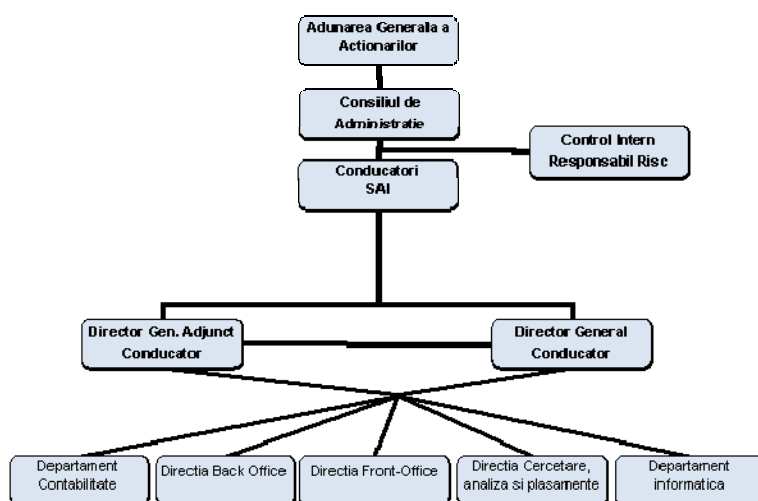 Adunarea Generala a
Actionarilor
Consiliul de
Administratie
Control Intern
Responsabil Risc
Conducatori
SAI
Director Gen. Adjunct
Conducator
Director General
Conducator
Departament
Contabilitate
Directia Back Office
Directia Front-Office
Directia Cercetare,
analiza si plasamente
Departament
informatica